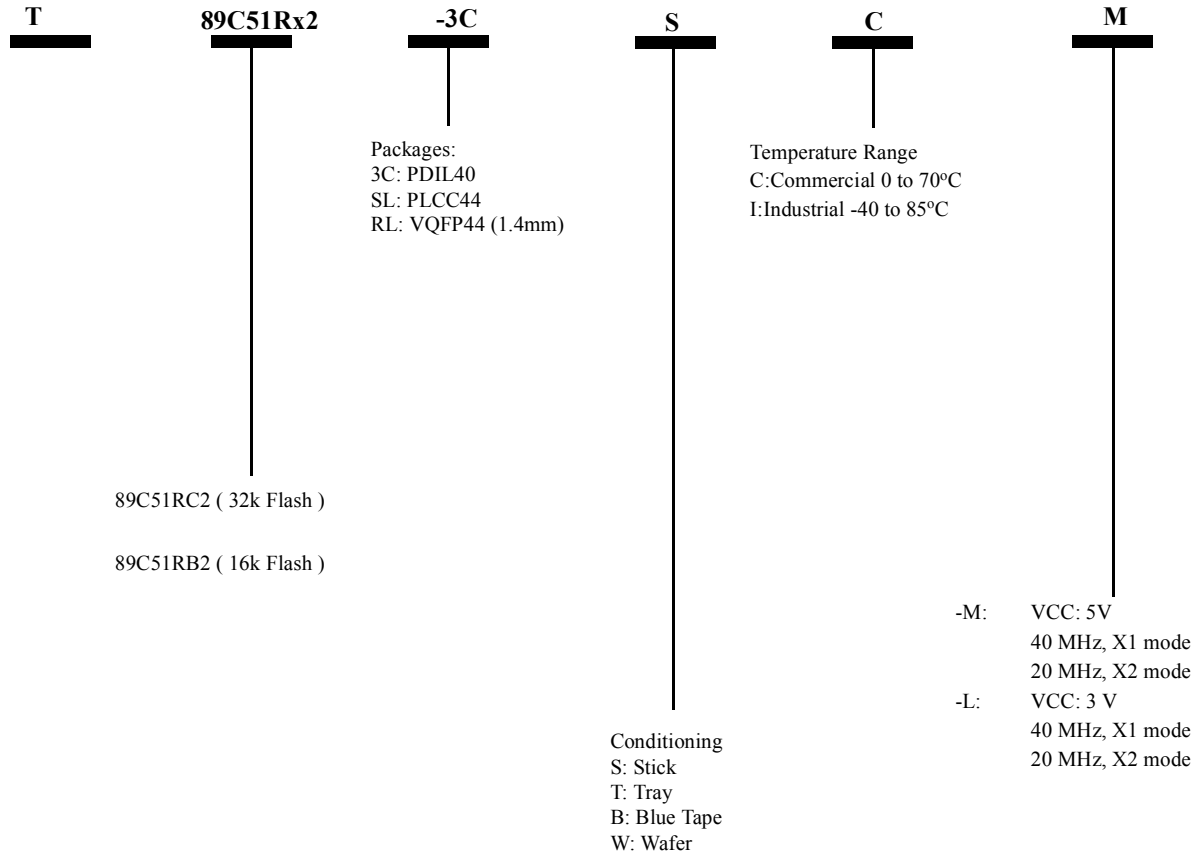 T 89C51Rx2 -3C S C M
Packages:
3C: PDIL40
SL: PLCC44
RL: VQFP44 (1.4mm)
Temperature Range
C:Commercial 0 to 70ºC
I:Industrial -40 to 85ºC
89C51RC2 ( 32k Flash )
89C51RB2 ( 16k Flash )
-M: VCC: 5V
40 MHz, X1 mode
20 MHz, X2 mode
-L: VCC: 3 V
40 MHz, X1 mode
20 MHz, X2 mode
Conditioning
S: Stick
T: Tray
B: Blue Tape
W: Wafer